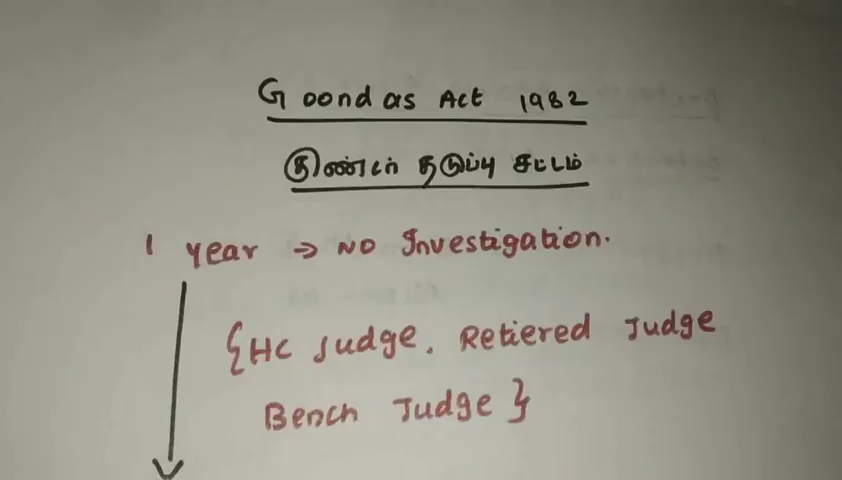 Goondas Act 1982
குண்டர் தடுப்பு சட்டம்
1 year → No Investigation.
{HC Judge. Retiered Judge
Bench Judge}